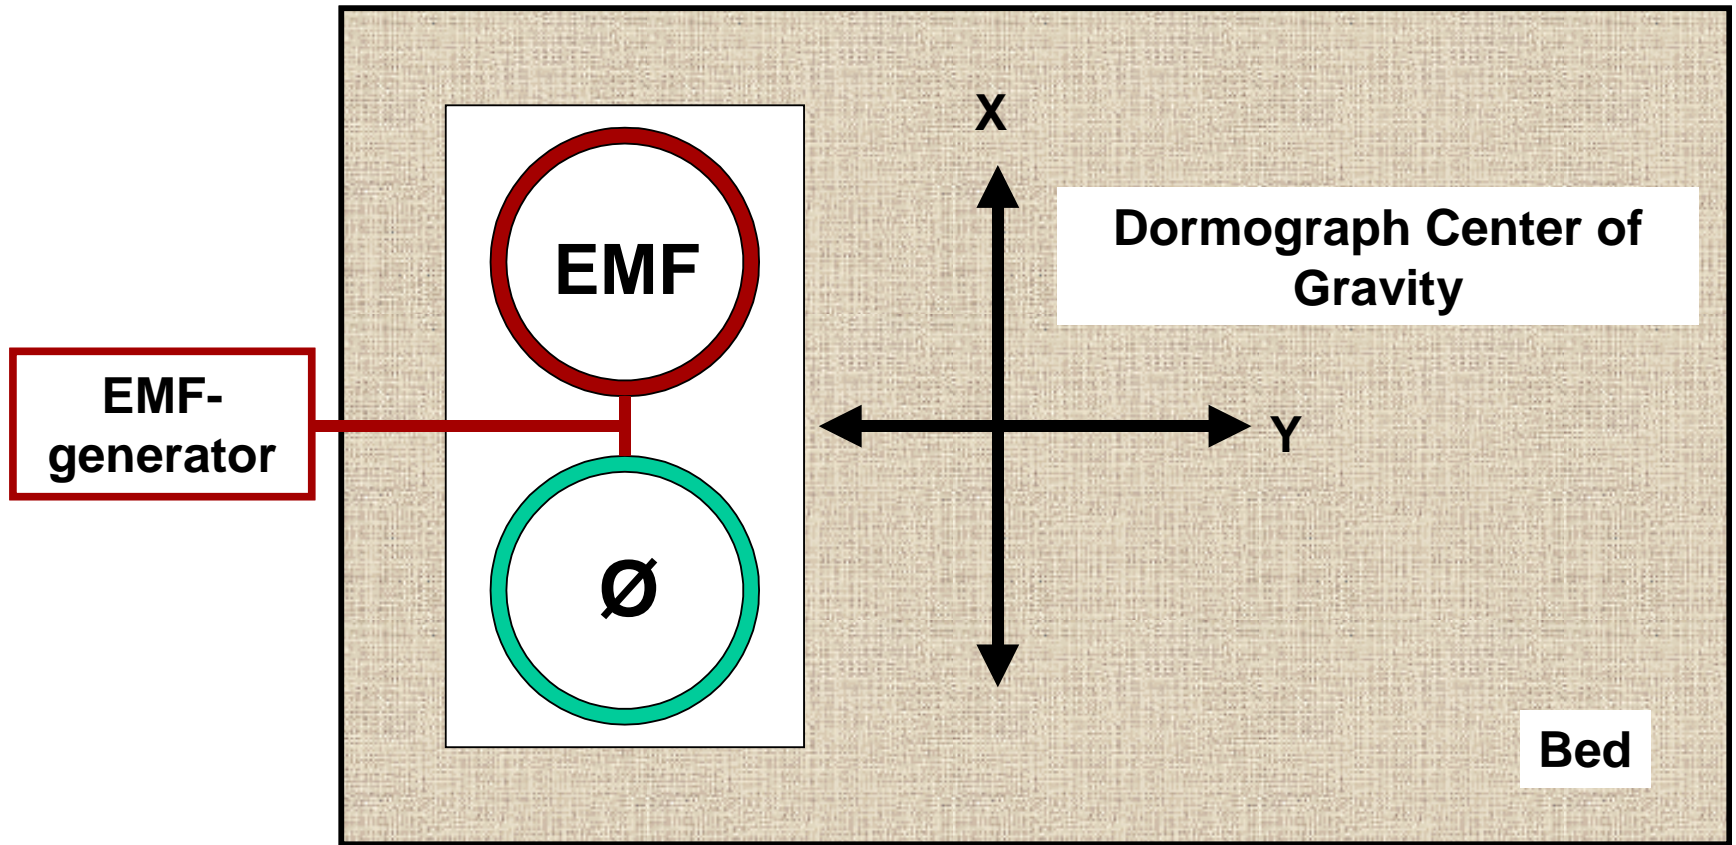 EMF-
generator
EMF
Ø
X
Y
Dormograph Center of
Gravity
Bed